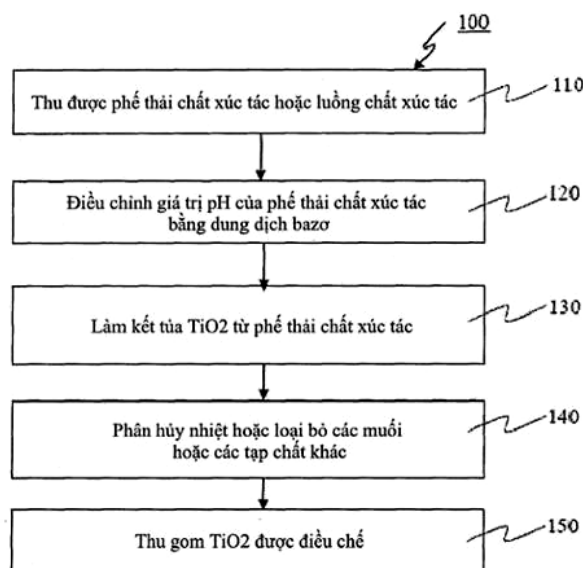 100
Thu được phế thải chất xúc tác hoặc luồng chất xúc tác
110
Điều chỉnh giá trị pH của phế thải chất xúc tác
bằng dung dịch bazơ
120
Làm kết tủa TiO2 từ phế thải chất xúc tác
130
Phân hủy nhiệt hoặc loại bỏ các muối
hoặc các tạp chất khác
140
Thu gom TiO2 được điều chế
150